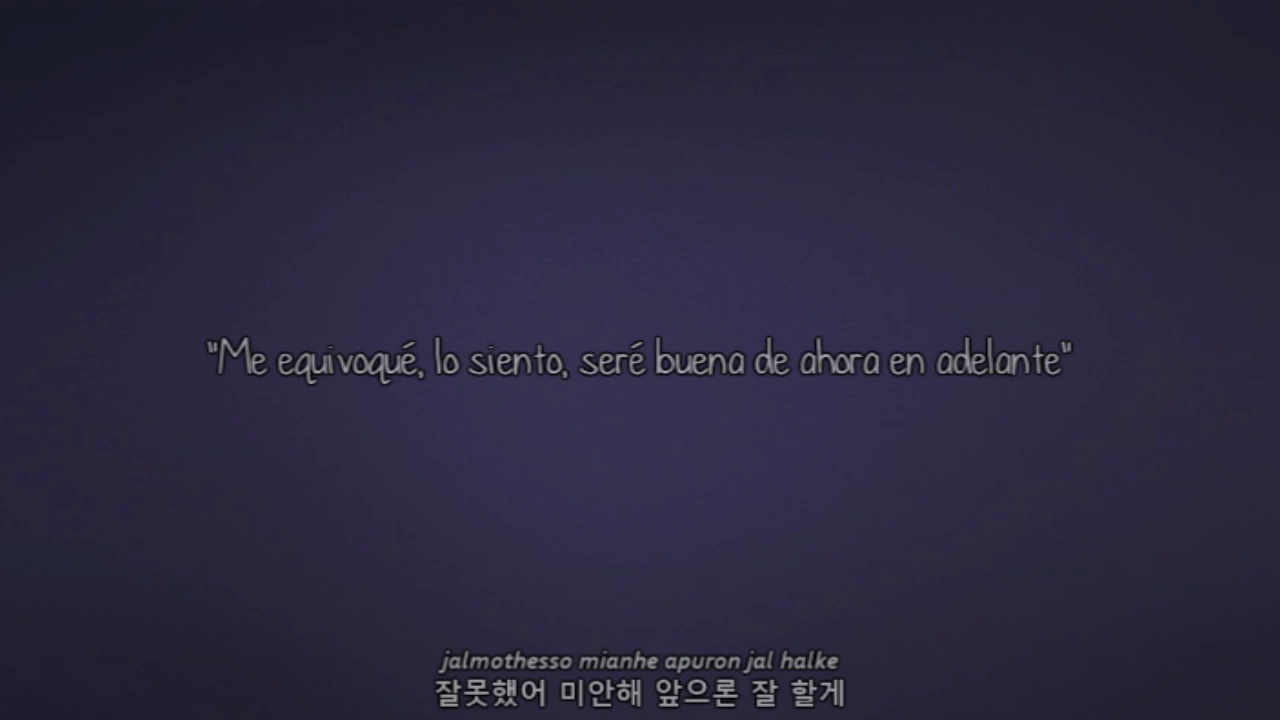 "Me equivoqué, lo siento, seré buena de ahora en adelante"
jalmothesso mianhe apuron jal halke
잘못했어 미안해 앞으론 잘 할게